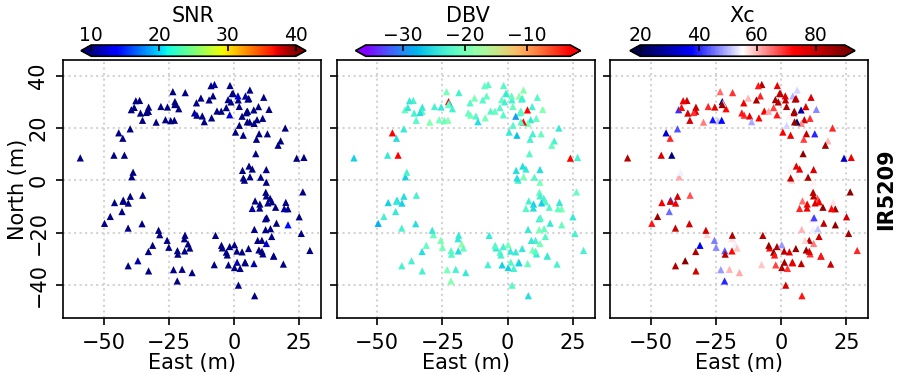 SNR DBV Xc
10 20 30 40 −30 −20 −10 20 40 60 80
40
20
0
−20
−40
North (m)
−50 −25 0 25 −50 −25 0 25 −50 −25 0 25
East (m) East (m) East (m)
IR5209